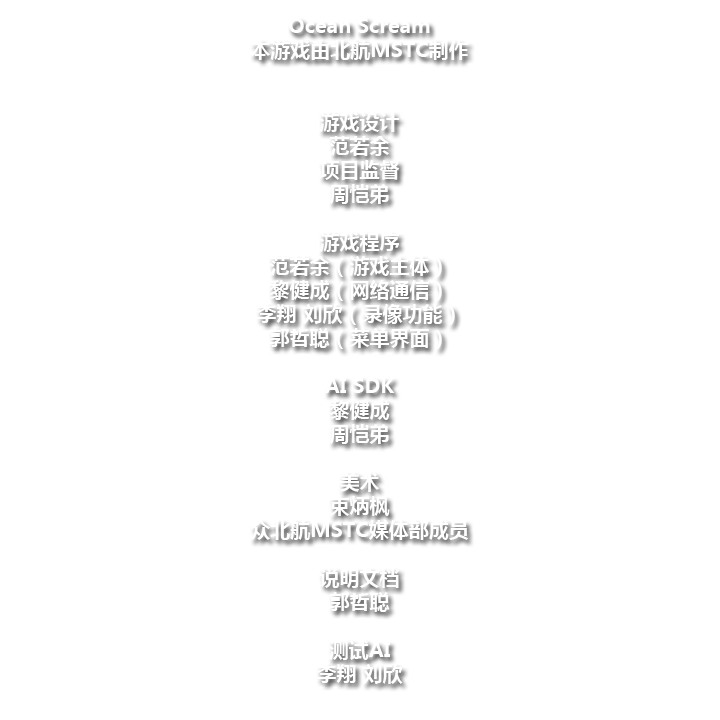 Ocean Scream
本游戏由北航MSTC制作
游戏设计
范若余
项目监督
周恺弟
游戏程序
范若余（游戏主体）
黎健成（网络通信）
李翔 刘欣（录像功能）
郭哲聪（菜单界面）
AI SDK
黎健成
周恺弟
美术
束炳枫
众北航MSTC媒体部成员
说明文档
郭哲聪
测试AI
李翔 刘欣